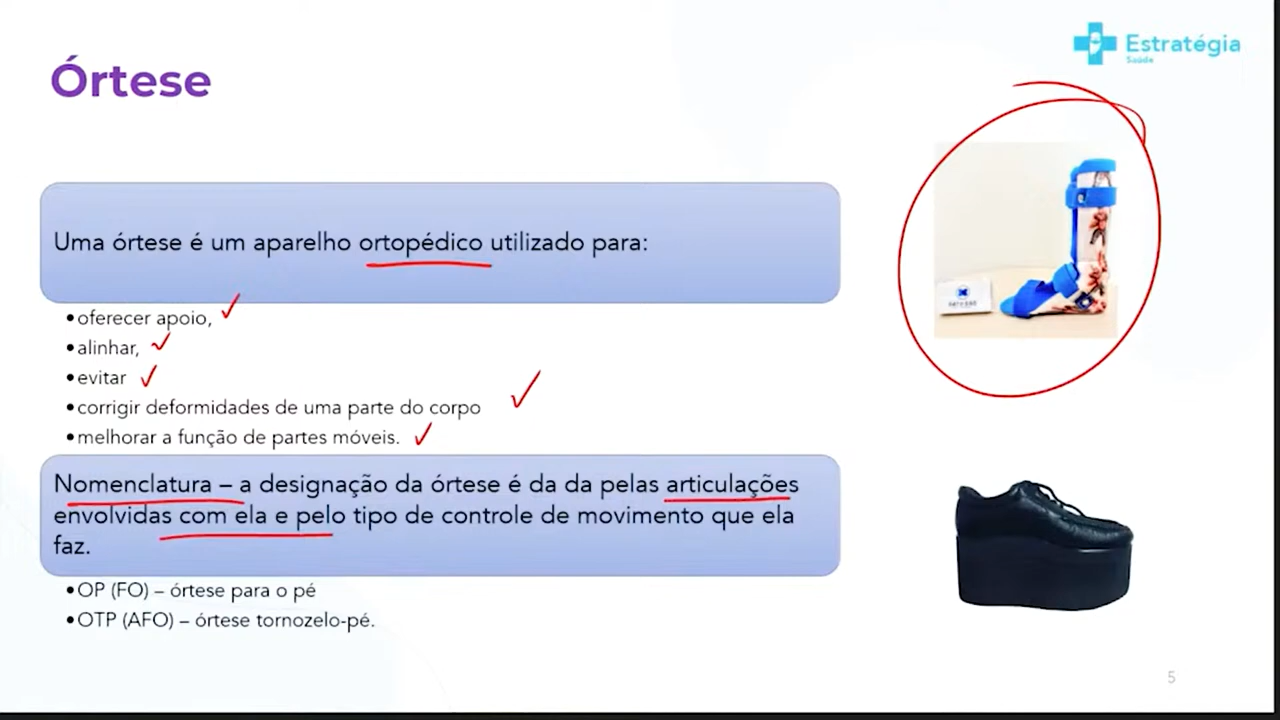 Estratégia
Saúde
Órtese
Uma órtese é um aparelho ortopédico utilizado para:
•oferecer apoio,
•alinhar,
•evitar
•corrigir deformidades de uma parte do corpo
•melhorar a função de partes móveis.
Nomenclatura – a designação da órtese é da da pelas articulações
envolvidas com ela e pelo tipo de controle de movimento que ela
faz.
•OP (FO) – órtese para o pé
•OTP (AFO) – órtese tornozelo-pé.
5